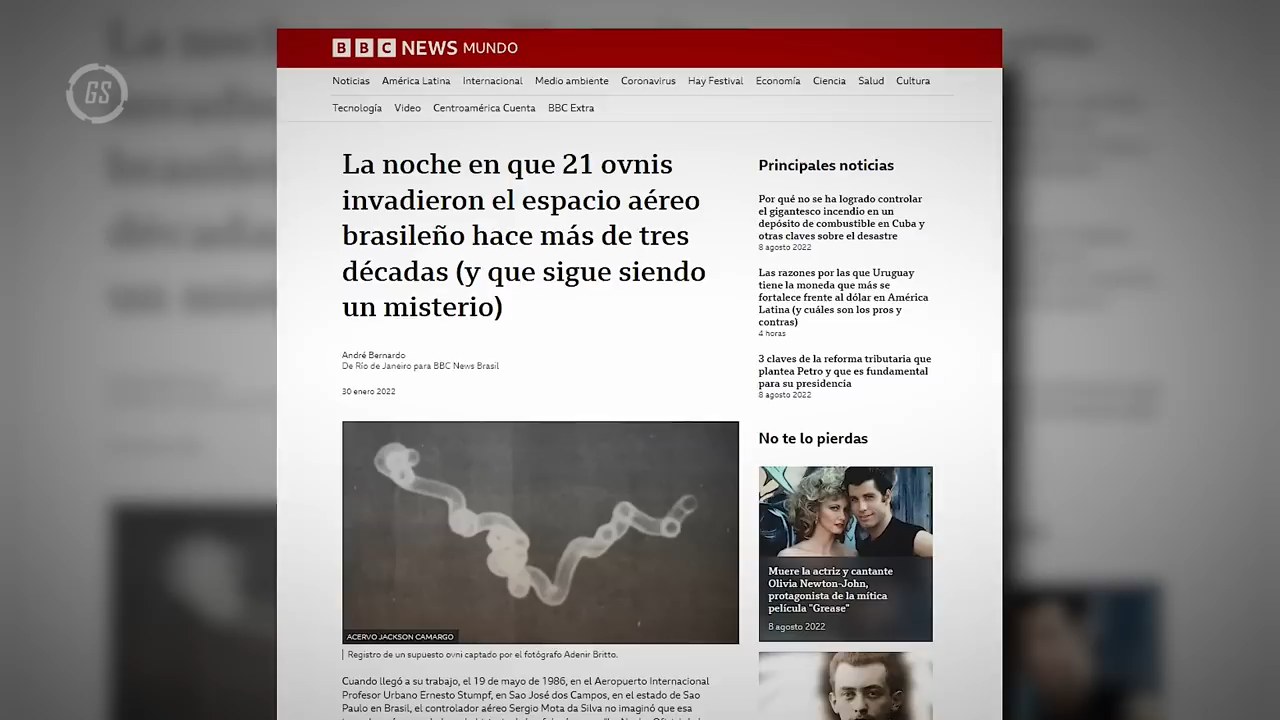 GS
BBC NEWS MUNDO
Noticias América Latina Internacional Medio ambiente Coronavirus Hay Festival Economía Ciencia Salud Cultura
Tecnología Video Centroamérica Cuenta BBC Extra
La noche en que 21 ovnis
invadieron el espacio aéreo
brasileño hace más de tres
décadas (y que sigue siendo
un misterio)
André Bernardo
De Río de Janeiro para BBC News Brasil
30 enero 2022
ACERVO JACKSON CAMARGO
Registro de un supuesto ovni captado por el fotógrafo Adenir Britto.
Cuando llegó a su trabajo, el 19 de mayo de 1986, en el Aeropuerto Internacional
Profesor Urbano Ernesto Stumpf, en Sao José dos Campos, en el estado de Sao
Paulo en Brasil, el controlador aéreo Sergio Mota da Silva no imaginó que esa
Principales noticias
Por qué no se ha logrado controlar
el gigantesco incendio en un
depósito de combustible en Cuba y
otras claves sobre el desastre
8 agosto 2022
Las razones por las que Uruguay
tiene la moneda que más se
fortalece frente al dólar en América
Latina (y cuáles son los pros y
contras)
4 horas
3 claves de la reforma tributaria que
plantea Petro y que es fundamental
para su presidencia
8 agosto 2022
No te lo pierdas
Muere la actriz y cantante
Olivia Newton-John,
protagonista de la mítica
película "Grease"
8 agosto 2022